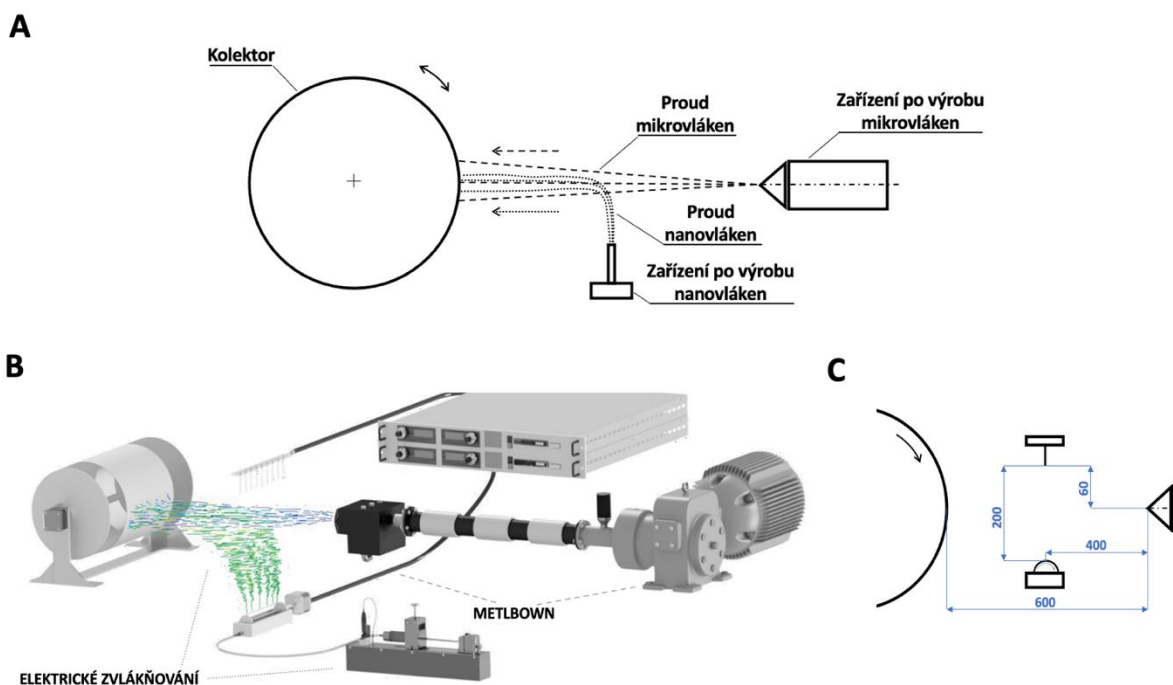 A
Kolektor
Proud
mikrovláken
Zařízení po výrobu
mikrovláken
Proud
nanovláken
Zařízení po výrobu
nanovláken
B
METLBOWN
ELEKTRICKÉ ZVLÁKŇOVÁNÍ
C
60
200
400
600